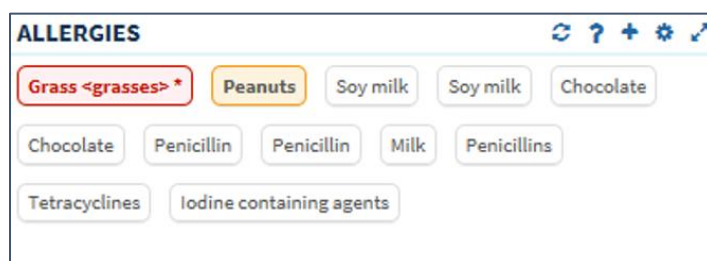 ALLERGIES ?
Grass <grasses> * Peanuts Soy milk Soy milk Chocolate
Chocolate Penicillin Penicillin Milk Penicillins
Tetracyclines Iodine containing agents